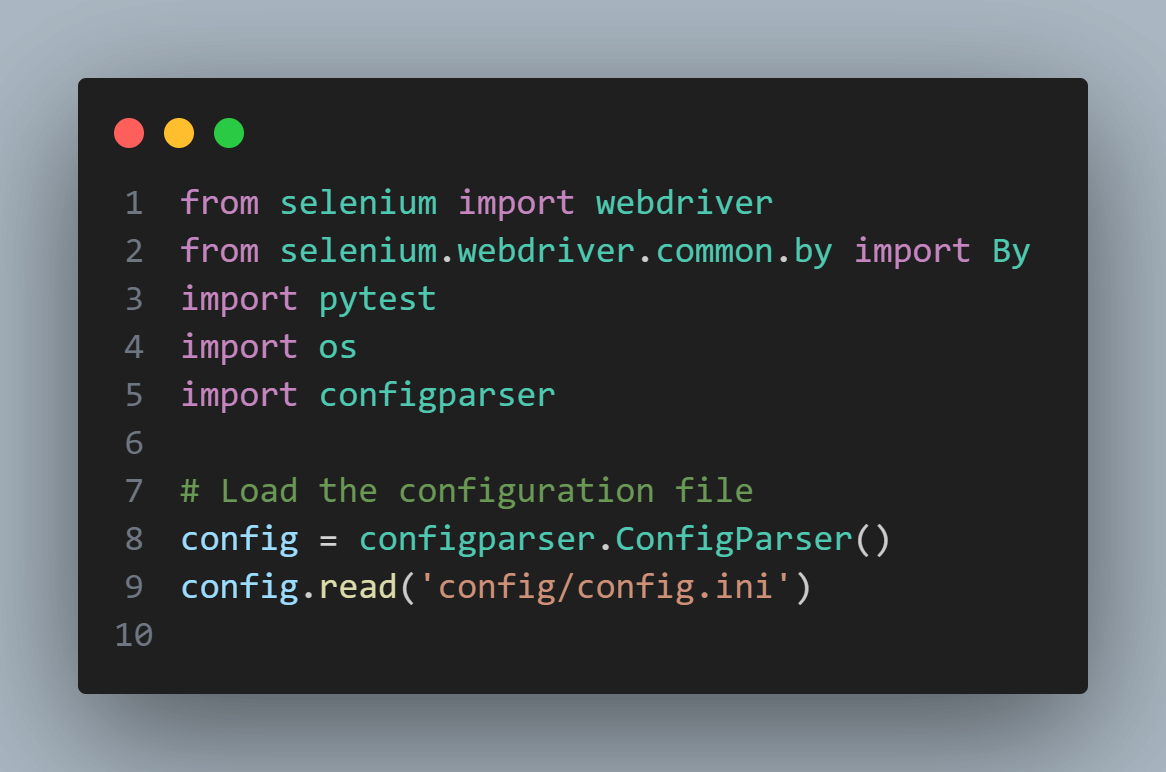 1 from selenium import webdriver
2 from selenium.webdriver.common.by import By
3 import pytest
4 import os
5 import configparser
6
7 # Load the configuration file
8 config = configparser.ConfigParser()
9 config.read('config/config.ini')
10